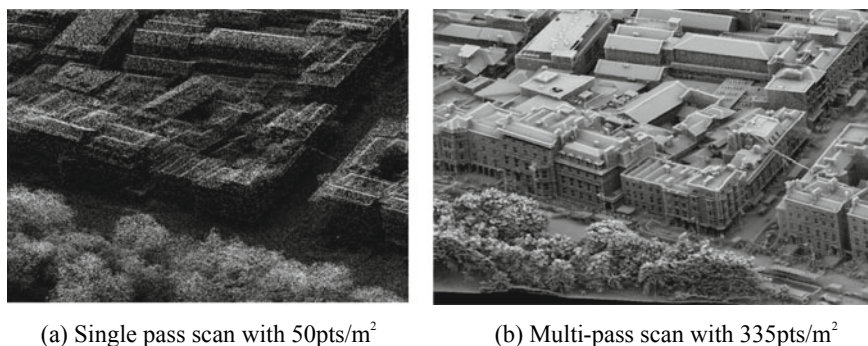 (a) Single pass scan with 50pts/m²
(b) Multi-pass scan with 335pts/m²